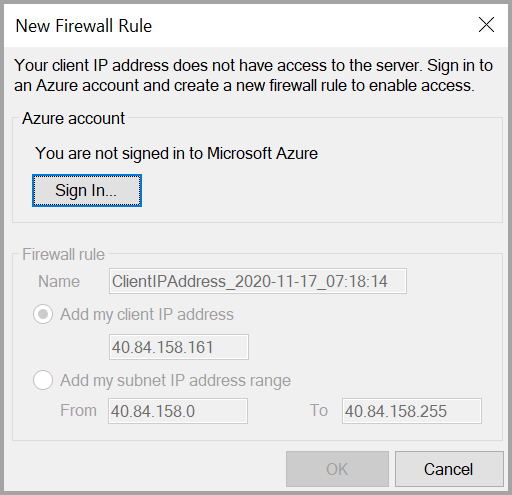 New Firewall Rule
Your client IP address does not have access to the server. Sign in to
an Azure account and create a new firewall rule to enable access.
Azure account
You are not signed in to Microsoft Azure
Sign In...
Firewall rule
Name ClientIPAddress_2020-11-17_07:18:14
Add my client IP address
40.84.158.161
Add my subnet IP address range
From 40.84.158.0 To 40.84.158.255
OK Cancel